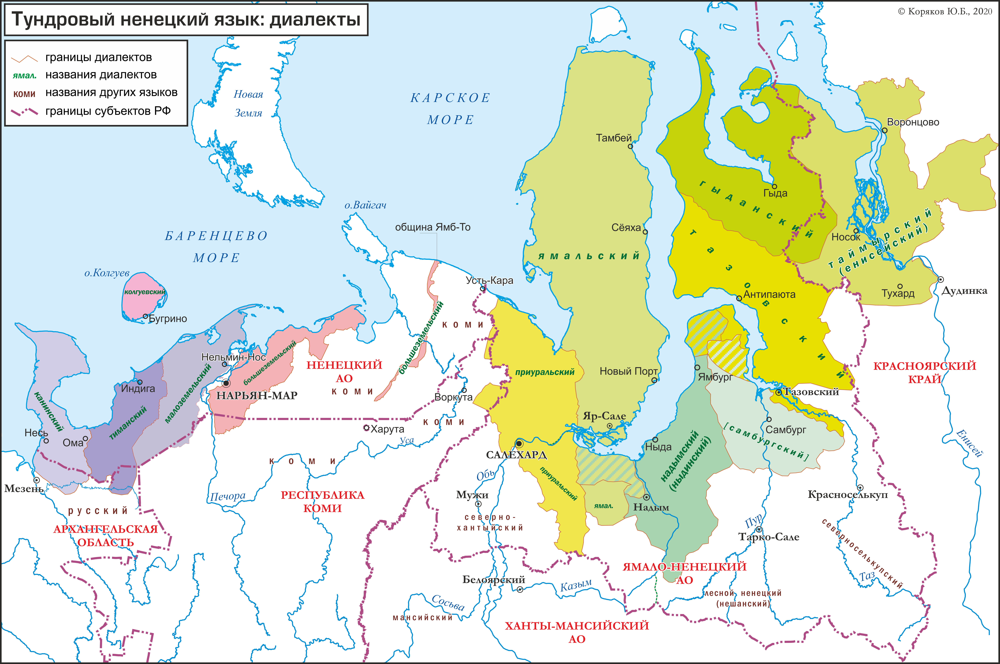 Тундровый ненецкий язык: диалекты
© Коряков Ю.Б., 2020
границы диалектов
ямал. названия диалектов
коми названия других языков
границы субъектов РФ
Новая
Земля
КАРСКОЕ
МОРЕ
БАРЕНЦЕВО
МОРЕ
о.Вайгач
община Ямб-То
о.Колгуев
колгуевский
Бугрино
Усть-Кара
Тамбей
Сёяха
ямальский
Гыда
гыданский
Воронцово
Носок
таймырский
(енисейский)
Тухард
Дудинка
Антипаюта
тазовский
Нельмин-Нос
Индига
канинский
тиманский
малоземельский
большеземельский
большеземельский
НАРЬЯН-МАР
НЕНЕЦКИЙ
АО
коми
коми
коми
коми
Несь
Ома
Мезень
Воркута
Харута
Уса
приуральский
Новый Порт
Яр-Сале
Ямбург
Тазовский
Самбург
[самбургский]
КРАСНОЯРСКИЙ
КРАЙ
Енисей
САЛЕХАРД
Обь
приуральский
Ныда
надымский
(ныдинский)
ямал.
Надым
Мужи
северно-
хантыйский
Печора
РЕСПУБЛИКА
КОМИ
русский
АРХАНГЕЛЬСКАЯ
ОБЛАСТЬ
Красноселькуп
Пур
Тарко-Сале
северноселькупский
Таз
ЯМАЛО-НЕНЕЦКИЙ
АО
лесной ненецкий
(нешанский)
Белоярский
Казым
Сосьва
мансийский
ХАНТЫ-МАНСИЙСКИЙ
АО